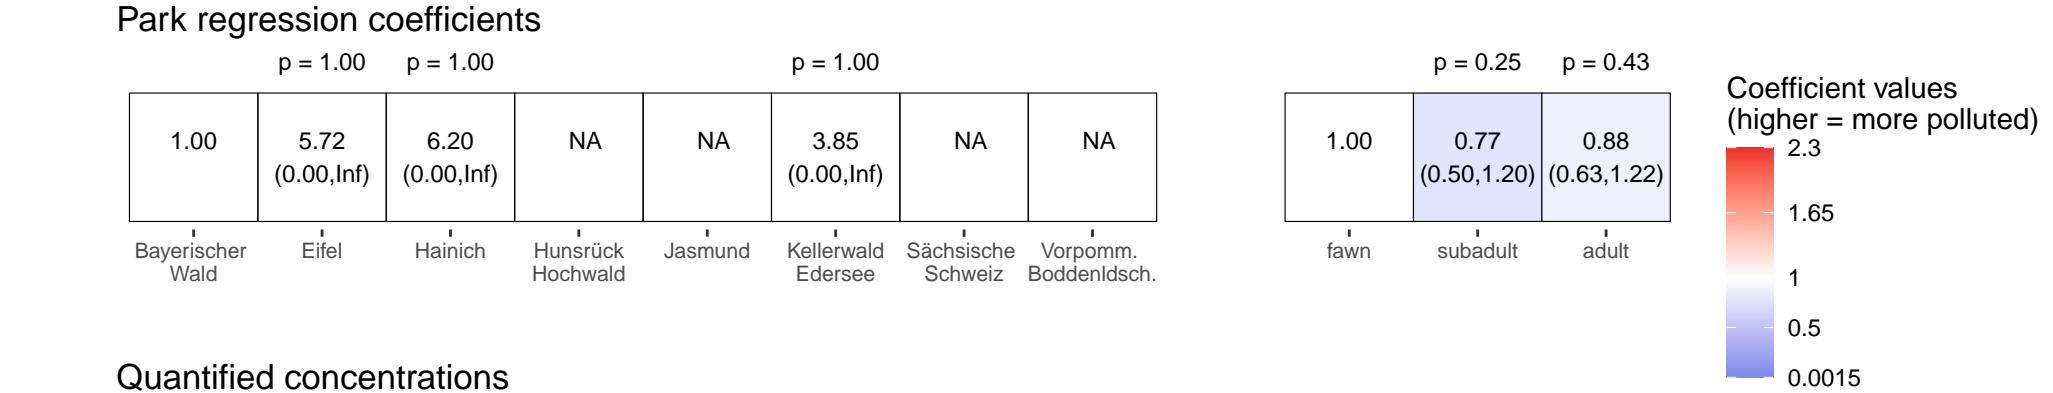 Park regression coefficients
p = 1.00 p = 1.00 p = 1.00 p = 0.25 p = 0.43
1.00 5.72 6.20 NA NA 3.85 NA NA 1.00 0.77 0.88
(0.00,Inf) (0.00,Inf) (0.00,Inf) (0.50,1.20) (0.63,1.22)
Bayerischer Eifel Hainich Hunsrück Jasmund Kellerwald Sächsische Vorpomm. fawn subadult adult
Wald Hochwald Edersee Schweiz Boddenldsch.
Coefficient values
(higher = more polluted)
2.3
1.65
1
0.5
0.0015
Quantified concentrations